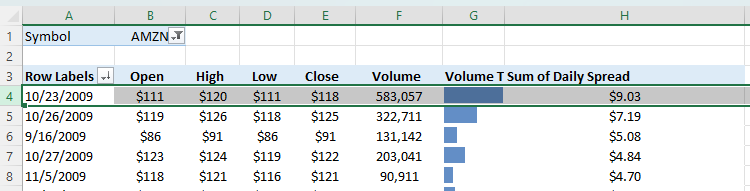 A B C D E F G H
1 Symbol AMZN
2
3 Row Labels Open High Low Close Volume Volume T Sum of Daily Spread
4 10/23/2009 $111 $120 $111 $118 583,057 $9.03
5 10/26/2009 $119 $126 $118 $125 322,711 $7.19
6 9/16/2009 $86 $91 $86 $91 131,142 $5.08
7 10/27/2009 $123 $124 $119 $122 203,041 $4.84
8 11/5/2009 $118 $121 $116 $121 90,911 $4.70